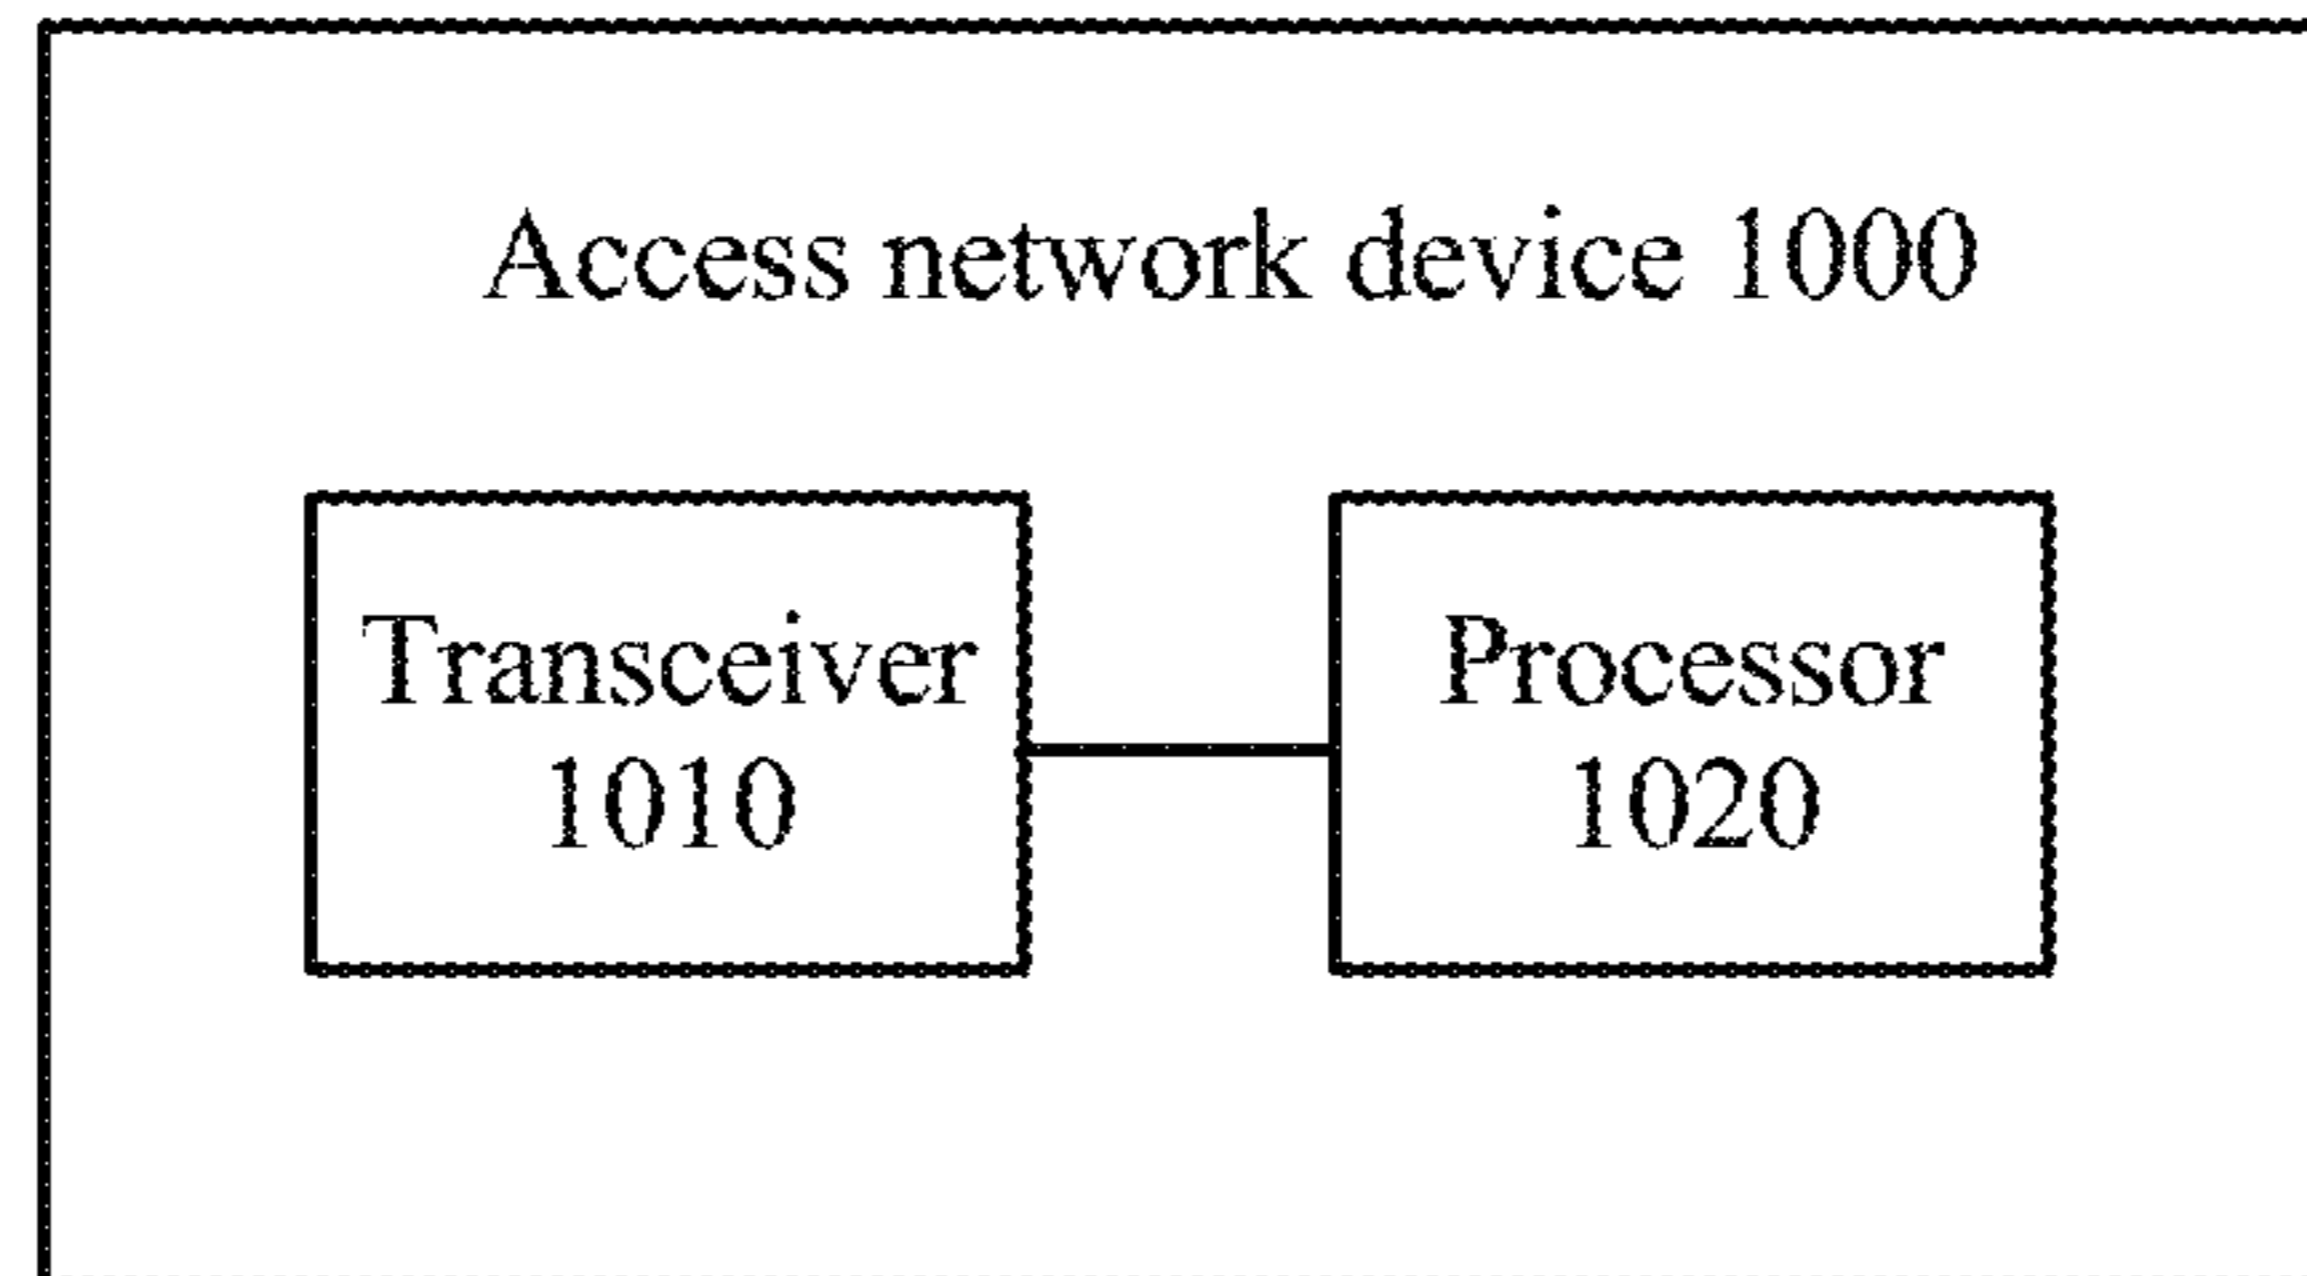 Access network device 1000
Transceiver
1010
Processor
1020